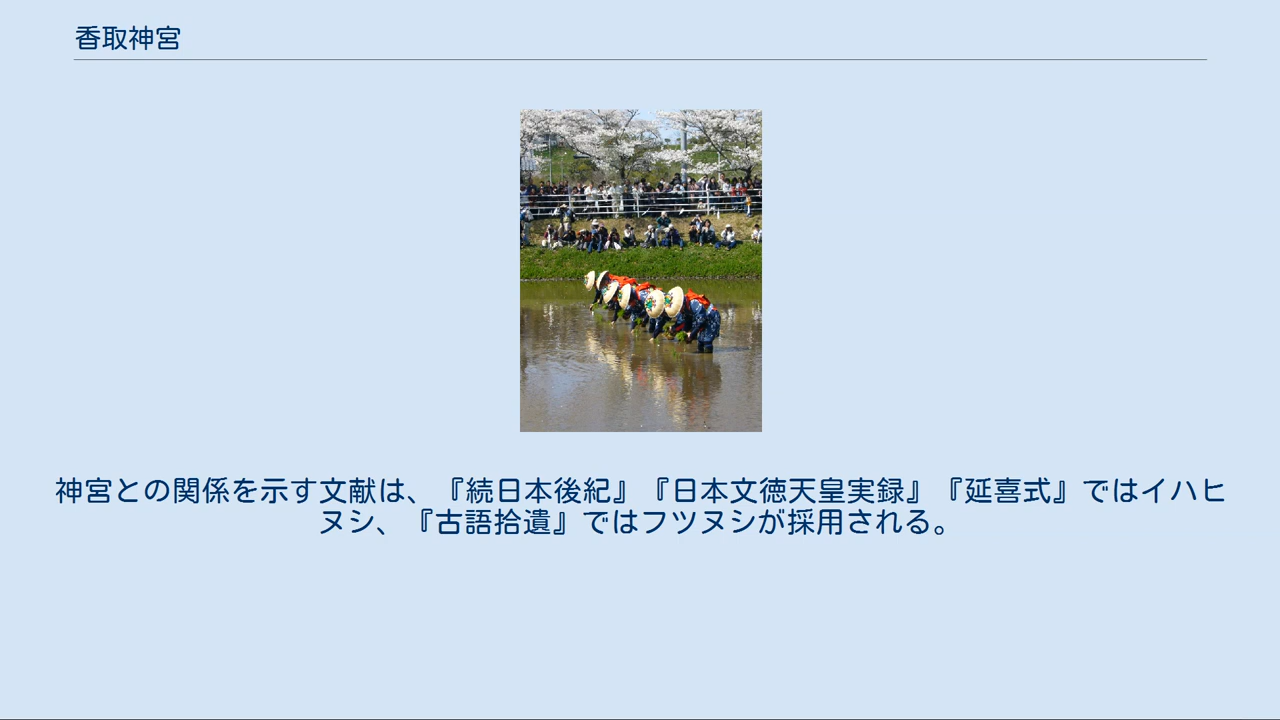 香取神宮
神宮との関係を示す文献は、『続日本後紀』『日本文徳天皇実録』『延喜式』ではイハヒ
ヌシ、『古語拾遺』ではフツヌシが採用される。